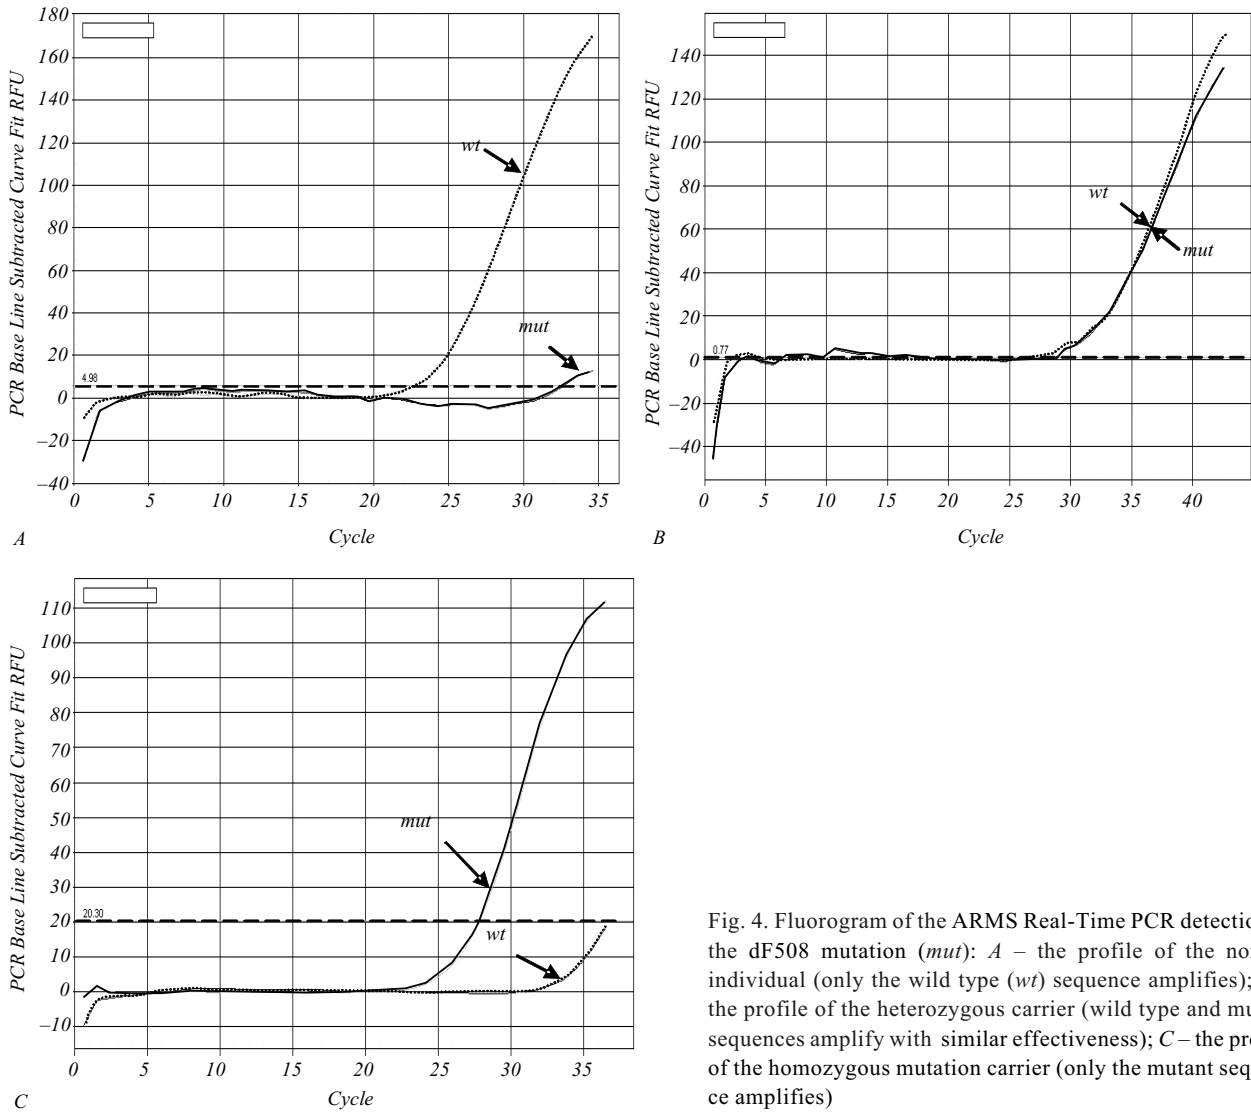 180
160
140
120
100
80
60
40
20
0
–20
–40
PCR Base Line Subtracted Curve Fit RFU
4.98
wt
mut
0 5 10 15 20 25 30 35
Cycle
A
140
120
100
80
60
40
20
0
–20
–40
PCR Base Line Subtracted Curve Fit RFU
0.77
wt
mut
0 5 10 15 20 25 30 35 40
Cycle
B
110
100
90
80
70
60
50
40
30
20
10
0
–10
PCR Base Line Subtracted Curve Fit RFU
20.30
mut
wt
0 5 10 15 20 25 30 35
Cycle
C
Fig. 4. Fluorogram of the ARMS Real-Time PCR detectio
the dF508 mutation (mut): A – the profile of the no
individual (only the wild type (wt) sequence amplifies);
the profile of the heterozygous carrier (wild type and mu
sequences amplify with similar effectiveness); C – the pr
of the homozygous mutation carrier (only the mutant seq
ce amplifies)